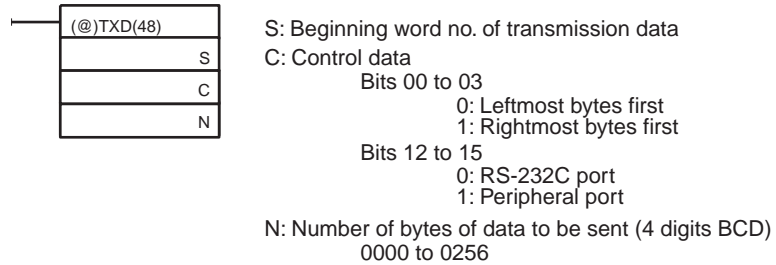 (@)TXD(48)
S
C
N
S: Beginning word no. of transmission data
C: Control data
Bits 00 to 03
0: Leftmost bytes first
1: Rightmost bytes first
Bits 12 to 15
0: RS-232C port
1: Peripheral port
N: Number of bytes of data to be sent (4 digits BCD)
0000 to 0256